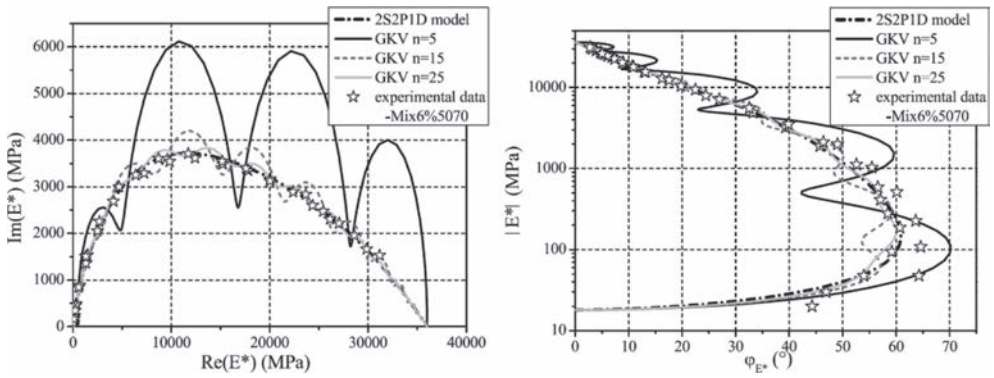 2S2P1D model
GKV n=5
GKV n=15
GKV n=25
experimental data
-Mix6%5070
6000
5000
4000
3000
2000
1000
0
0
10000
20000
30000
40000
Im(E*) (MPa)
Re(E*) (MPa)
2S2P1D model
GKV n=5
GKV n=15
GKV n=25
experimental data
-Mix6%5070
10000
1000
100
10
0
10
20
30
40
50
60
70
80
|E*| (MPa)
φE* (°)